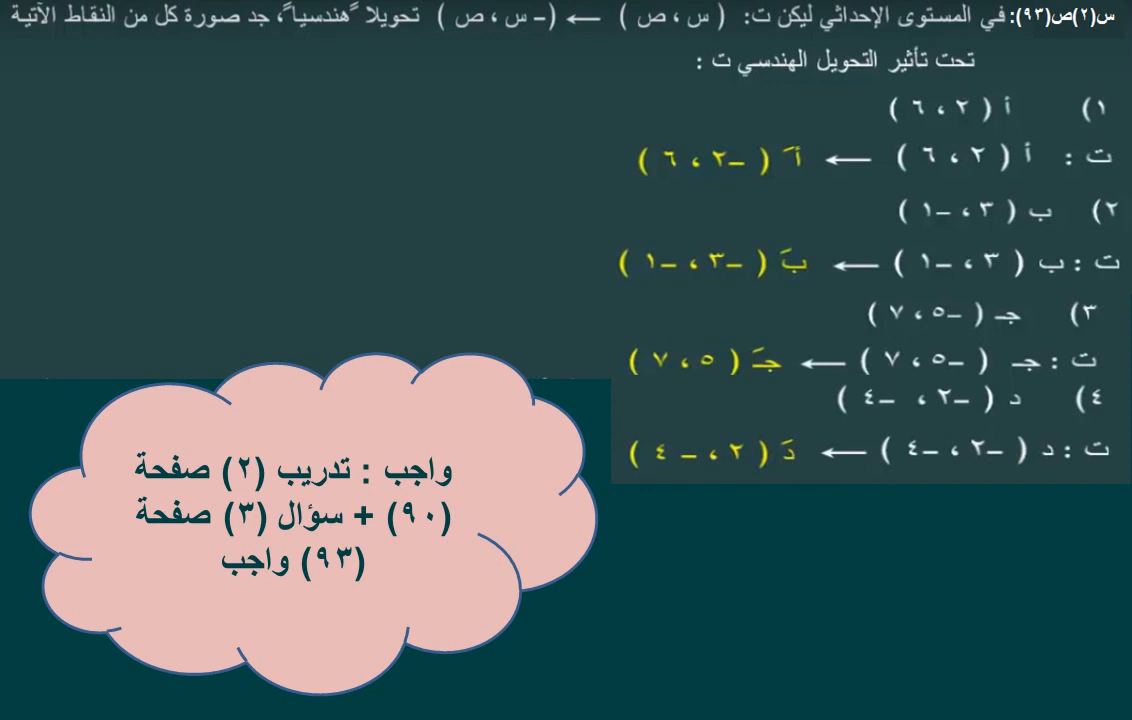 س(٢)ص(٩٣): في المستوى الإحداثي ليكن ت: ( س ، ص ) ← (– س ، ص ) تحويلا ًهندسياً، جد صورة كل من النقاط الآتية
تحت تأثير التحويل الهندسي ت :
١) أ ( ٢ ، ٦ )
ت : أ ( ٢ ، ٦ ) ← أَ ( –٢ ، ٦ )
٢) ب ( ٣ ، –١ )
ت : ب ( ٣ ، –١ ) ← بَ ( –٣ ، –١ )
٣) جـ ( –٥ ، ٧ )
ت : جـ ( –٥ ، ٧ ) ← جـَ ( ٥ ، ٧ )
٤) د ( –٢ ، –٤ )
ت : د ( –٢ ، –٤ ) ← دَ ( ٢ ، – ٤ )
واجب : تدريب (٢) صفحة
(٩٠) + سؤال (٣) صفحة
(٩٣) واجب